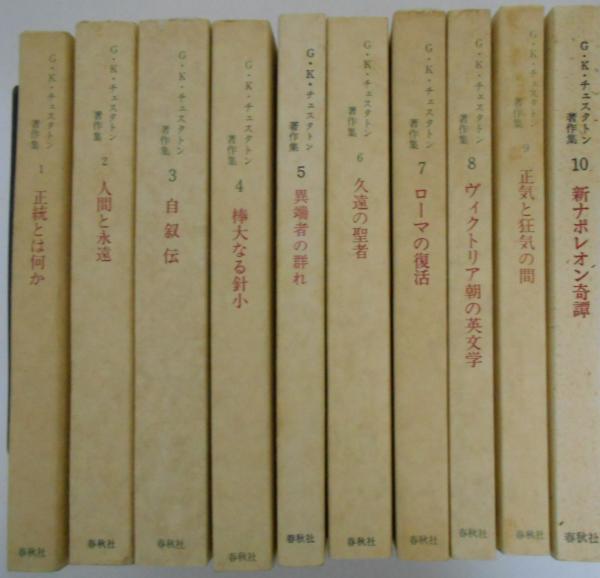 G・K・チェスタトン
著作集
1
正統とは何か
春秋社
G・K・チェスタトン
著作集
2
人間と永遠
春秋社
G・K・チェスタトン
著作集
3
自叙伝
春秋社
G・K・チェスタトン
著作集
4
棒大なる針小
春秋社
G・K・チェスタトン
著作集
5
異端者の群れ
春秋社
G・K・チェスタトン
著作集
6
久遠の聖者
春秋社
G・K・チェスタトン
著作集
7
ローマの復活
春秋社
G・K・チェスタトン
著作集
8
ヴィクトリア朝の英文学
春秋社
G・K・チェスタトン
著作集
9
正気と狂気の間
春秋社
G・K・チェスタトン
著作集
10
新ナポレオン奇譚
春秋社